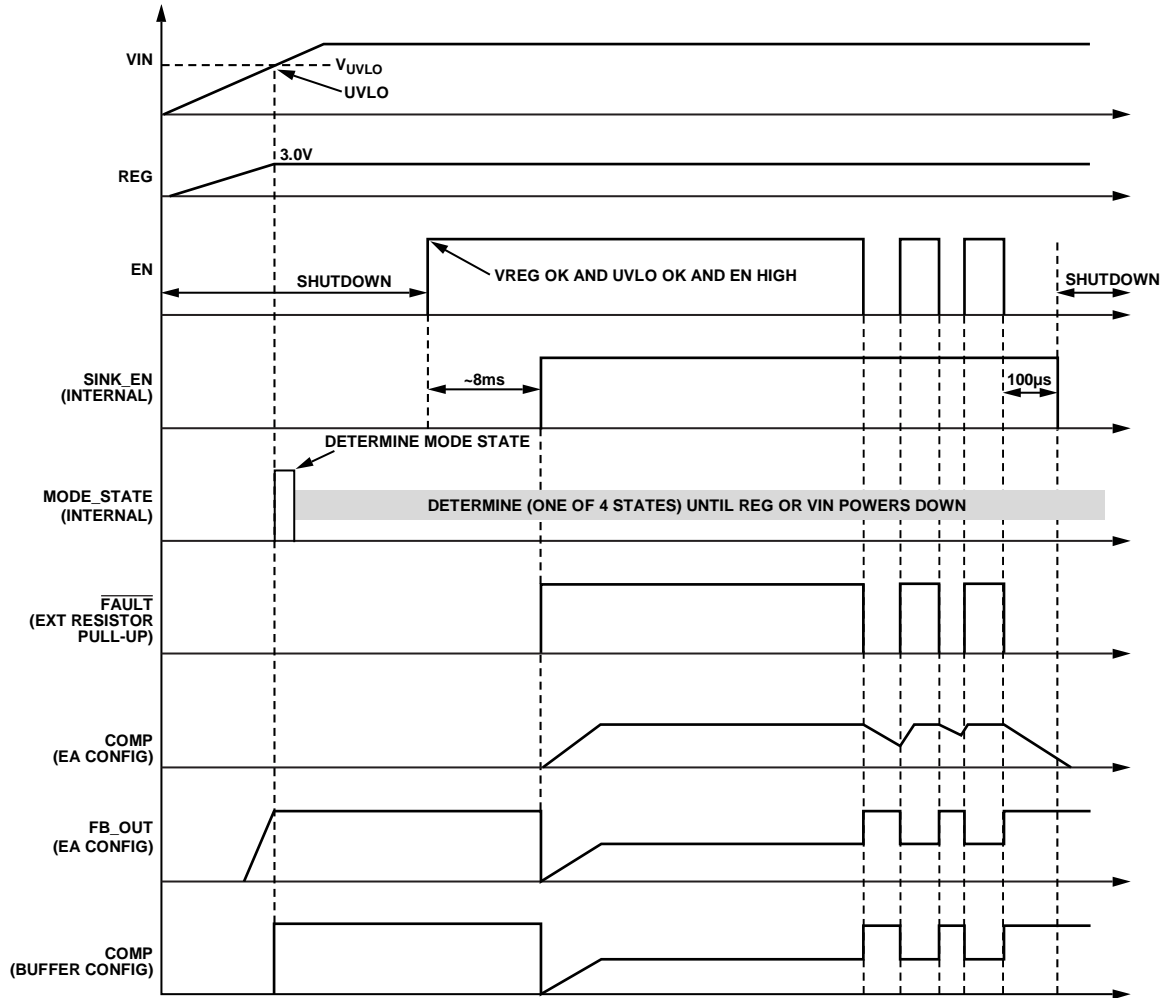 VIN
VUVLO
UVLO
REG
3.0V
EN
SHUTDOWN
VREG OK AND UVLO OK AND EN HIGH
SHUTDOWN
SINK_EN
(INTERNAL)
~8ms
100µs
DETERMINE MODE STATE
MODE_STATE
(INTERNAL)
DETERMINE (ONE OF 4 STATES) UNTIL REG OR VIN POWERS DOWN
FAULT
(EXT RESISTOR
PULL-UP)
COMP
(EA CONFIG)
FB_OUT
(EA CONFIG)
COMP
(BUFFER CONFIG)